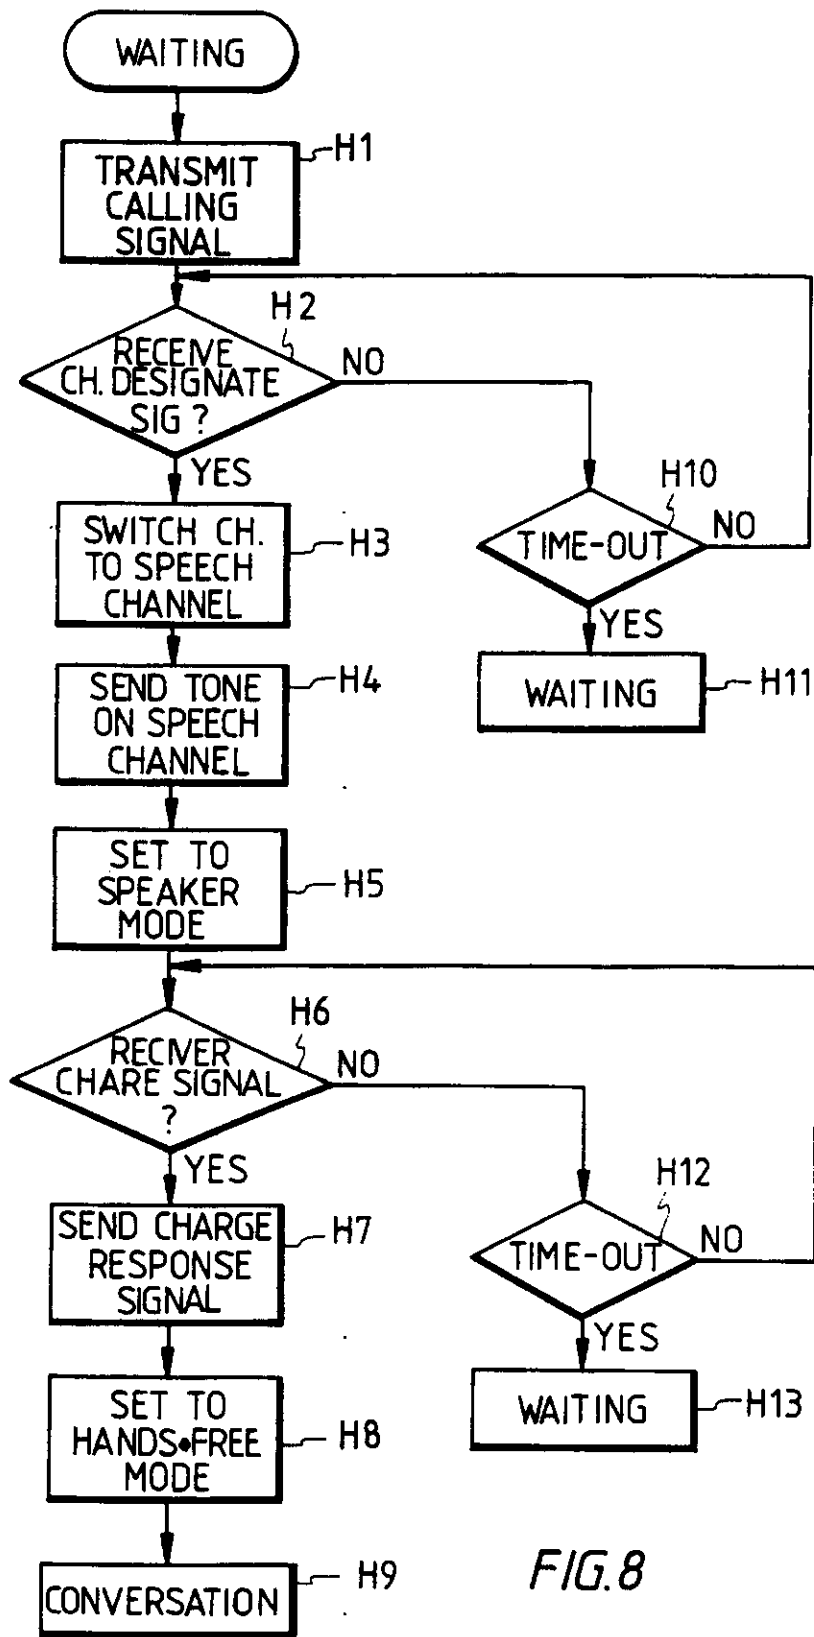 WAITING
H1
TRANSMIT
CALLING
SIGNAL
H2
RECEIVE
CH. DESIGNATE
SIG ?
NO
YES
H10
TIME-OUT
NO
YES
SWITCH CH.
TO SPEECH
CHANNEL
H3
WAITING
H11
SEND TONE
ON SPEECH
CHANNEL
H4
SET TO
SPEAKER
MODE
H5
H6
RECIVER
CHARE SIGNAL
?
NO
YES
H12
TIME-OUT
NO
YES
SEND CHARGE
RESPONSE
SIGNAL
H7
WAITING
H13
SET TO
HANDS•FREE
MODE
H8
CONVERSATION
H9
FIG.8